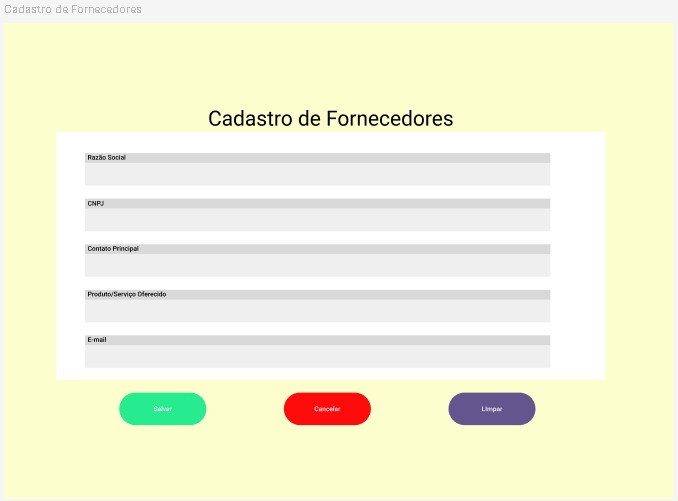 Cadastro de Fornecedores
Cadastro de Fornecedores
Razão Social
CNPJ
Contato Principal
Produto/Serviço Oferecido
E-mail
Salvar
Cancelar
Limpar